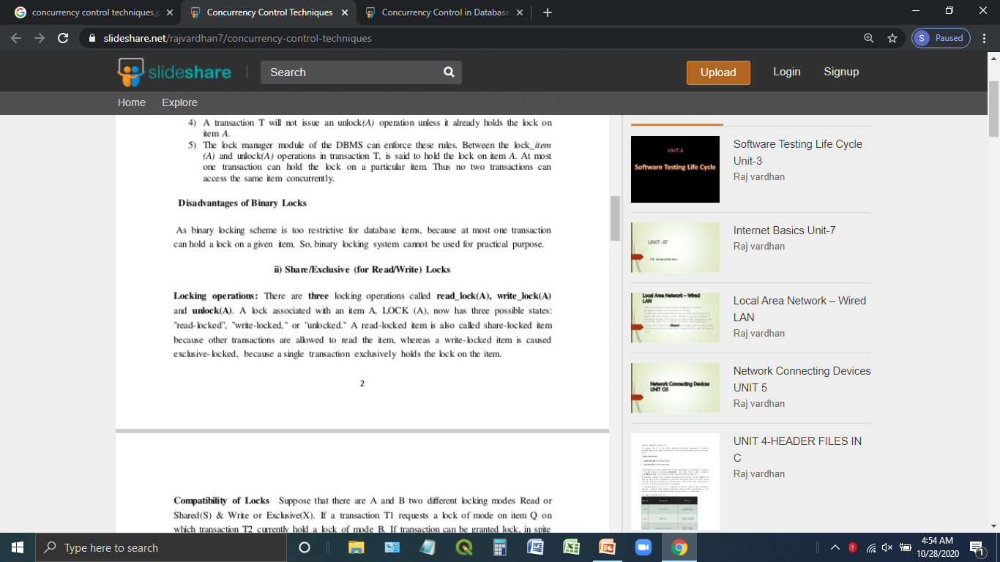 concurrency control techniques,p
Concurrency Control Techniques
Concurrency Control in Database
slideshare.net/rajvardhan7/concurrency-control-techniques
S Paused
slideshare
Search
Upload
Login
Signup
Home
Explore
4) A transaction T will not issue an unlock(A) operation unless it already holds the lock on
item A.
5) The lock manager module of the DBMS can enforce these rules. Between the lock_item
(A) and unlock(A) operations in transaction T, is said to hold the lock on item A. At most
one transaction can hold the lock on a particular item. Thus no two transactions can
access the same item concurrently.
Disadvantages of Binary Locks
As binary locking scheme is too restrictive for database items, because at most one transaction
can hold a lock on a given item. So, binary locking system cannot be used for practical purpose.
ii) Share/Exclusive (for Read/Write) Locks
Locking operations: There are three locking operations called read_lock(A), write_lock(A)
and unlock(A). A lock associated with an item A, LOCK (A), now has three possible states:
"read-locked", "write-locked," or "unlocked." A read-locked item is also called share-locked item
because other transactions are allowed to read the item, whereas a write-locked item is caused
exclusive-locked, because a single transaction exclusively holds the lock on the item.
2
Compatibility of Locks Suppose that there are A and B two different locking modes Read or
Shared(S) & Write or Exclusive(X). If a transaction T1 requests a lock of mode on item Q on
which transaction T2 currently hold a lock of mode B. If transaction can be granted lock, in spite
UNIT-3
Software Testing Life Cycle
Software Testing Life Cycle
Unit-3
Raj vardhan
UNIT-07
VB: Internet Basics
Internet Basics Unit-7
Raj vardhan
Local Area Network – Wired
LAN
Local Area Network – Wired
LAN
Raj vardhan
Network Connecting Devices
UNIT 05
Network Connecting Devices
UNIT 5
Raj vardhan
UNIT 4-HEADER FILES IN
C
Raj vardhan
Type here to search
4:54 AM
10/28/2020
1